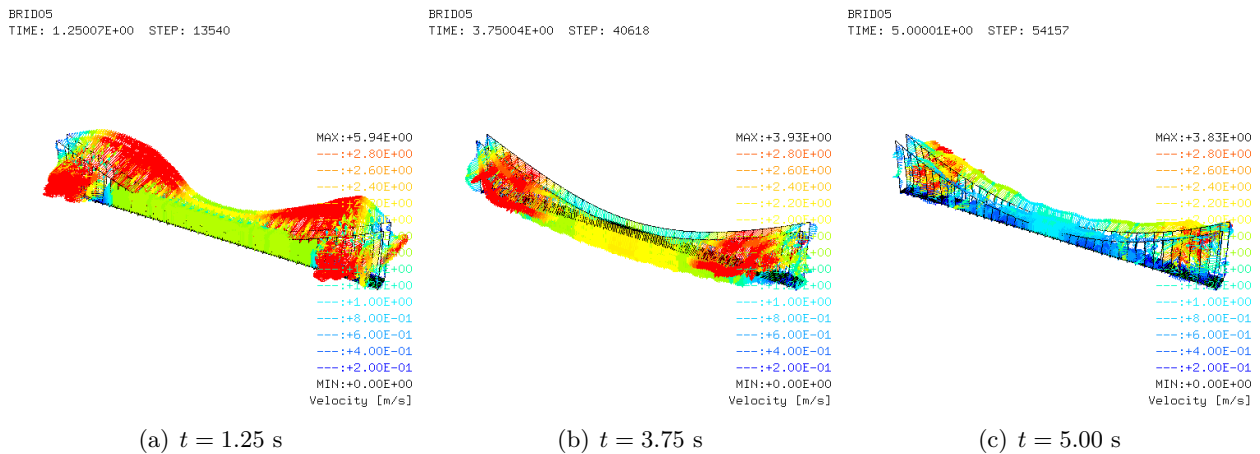 BRID05
TIME: 1.25007E+00 STEP: 13540
MAX:+5.94E+00
---:+2.80E+00
---:+2.60E+00
---:+2.40E+00
---:+1.00E+00
---:+8.00E-01
---:+6.00E-01
---:+4.00E-01
---:+2.00E-01
MIN:+0.00E+00
Velocity [m/s]
(a) t = 1.25 s
BRID05
TIME: 3.75004E+00 STEP: 40618
MAX:+3.93E+00
---:+2.80E+00
---:+2.60E+00
---:+2.40E+00
---:+1.00E+00
---:+8.00E-01
---:+6.00E-01
---:+4.00E-01
---:+2.00E-01
MIN:+0.00E+00
Velocity [m/s]
(b) t = 3.75 s
BRID05
TIME: 5.00001E+00 STEP: 54157
MAX:+3.83E+00
---:+2.80E+00
---:+2.60E+00
---:+2.40E+00
---:+1.00E+00
---:+8.00E-01
---:+6.00E-01
---:+4.00E-01
---:+2.00E-01
MIN:+0.00E+00
Velocity [m/s]
(c) t = 5.00 s